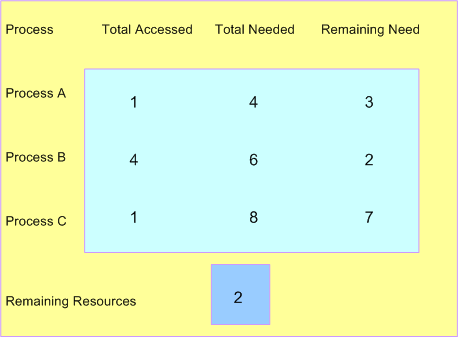 Process Total Accessed Total Needed Remaining Need
Process A 1 4 3
Process B 4 6 2
Process C 1 8 7
Remaining Resources 2